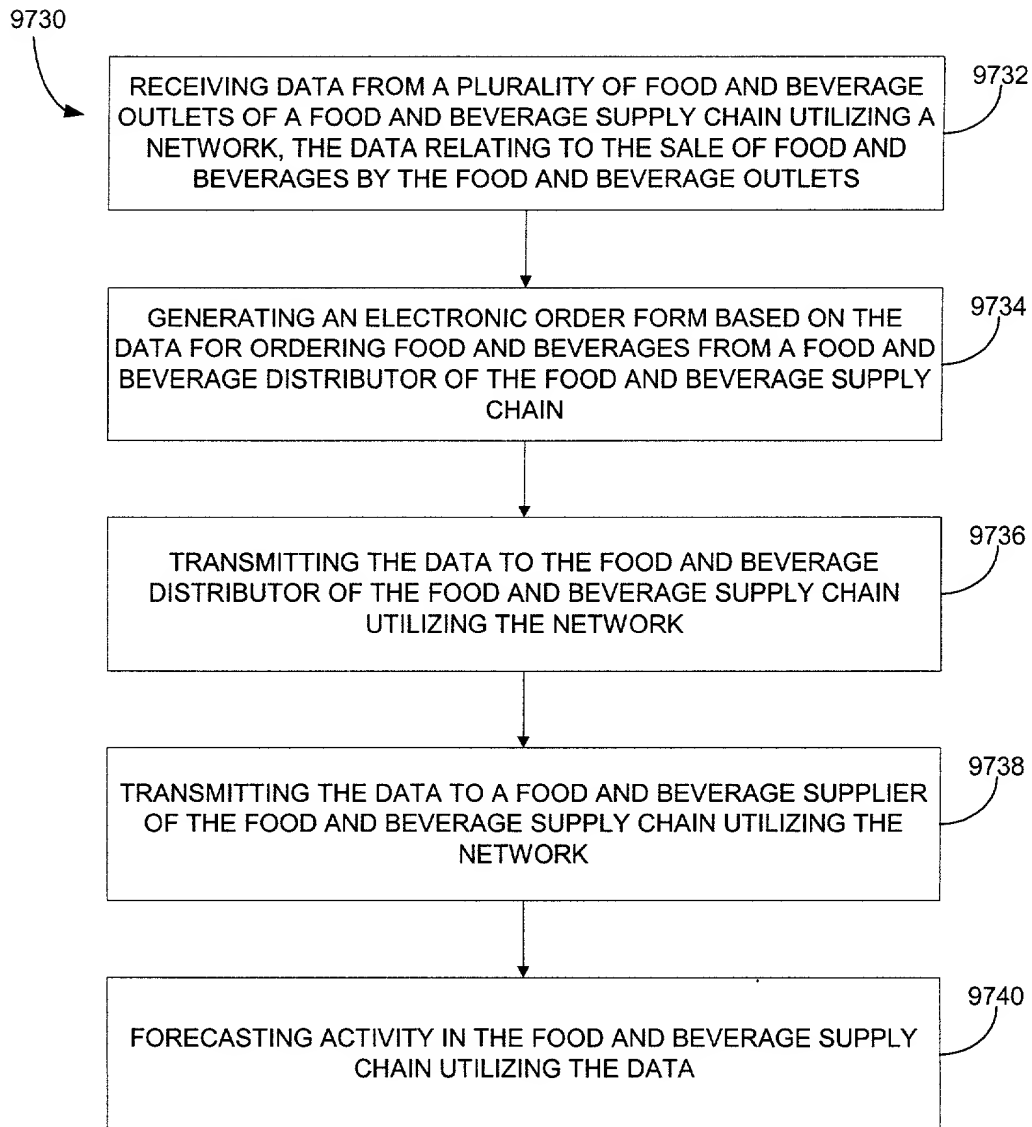 9730
RECEIVING DATA FROM A PLURALITY OF FOOD AND BEVERAGE
OUTLETS OF A FOOD AND BEVERAGE SUPPLY CHAIN UTILIZING A
NETWORK, THE DATA RELATING TO THE SALE OF FOOD AND
BEVERAGES BY THE FOOD AND BEVERAGE OUTLETS
9732
GENERATING AN ELECTRONIC ORDER FORM BASED ON THE
DATA FOR ORDERING FOOD AND BEVERAGES FROM A FOOD AND
BEVERAGE DISTRIBUTOR OF THE FOOD AND BEVERAGE SUPPLY
CHAIN
9734
TRANSMITTING THE DATA TO THE FOOD AND BEVERAGE
DISTRIBUTOR OF THE FOOD AND BEVERAGE SUPPLY CHAIN
UTILIZING THE NETWORK
9736
TRANSMITTING THE DATA TO A FOOD AND BEVERAGE SUPPLIER
OF THE FOOD AND BEVERAGE SUPPLY CHAIN UTILIZING THE
NETWORK
9738
FORECASTING ACTIVITY IN THE FOOD AND BEVERAGE SUPPLY
CHAIN UTILIZING THE DATA
9740